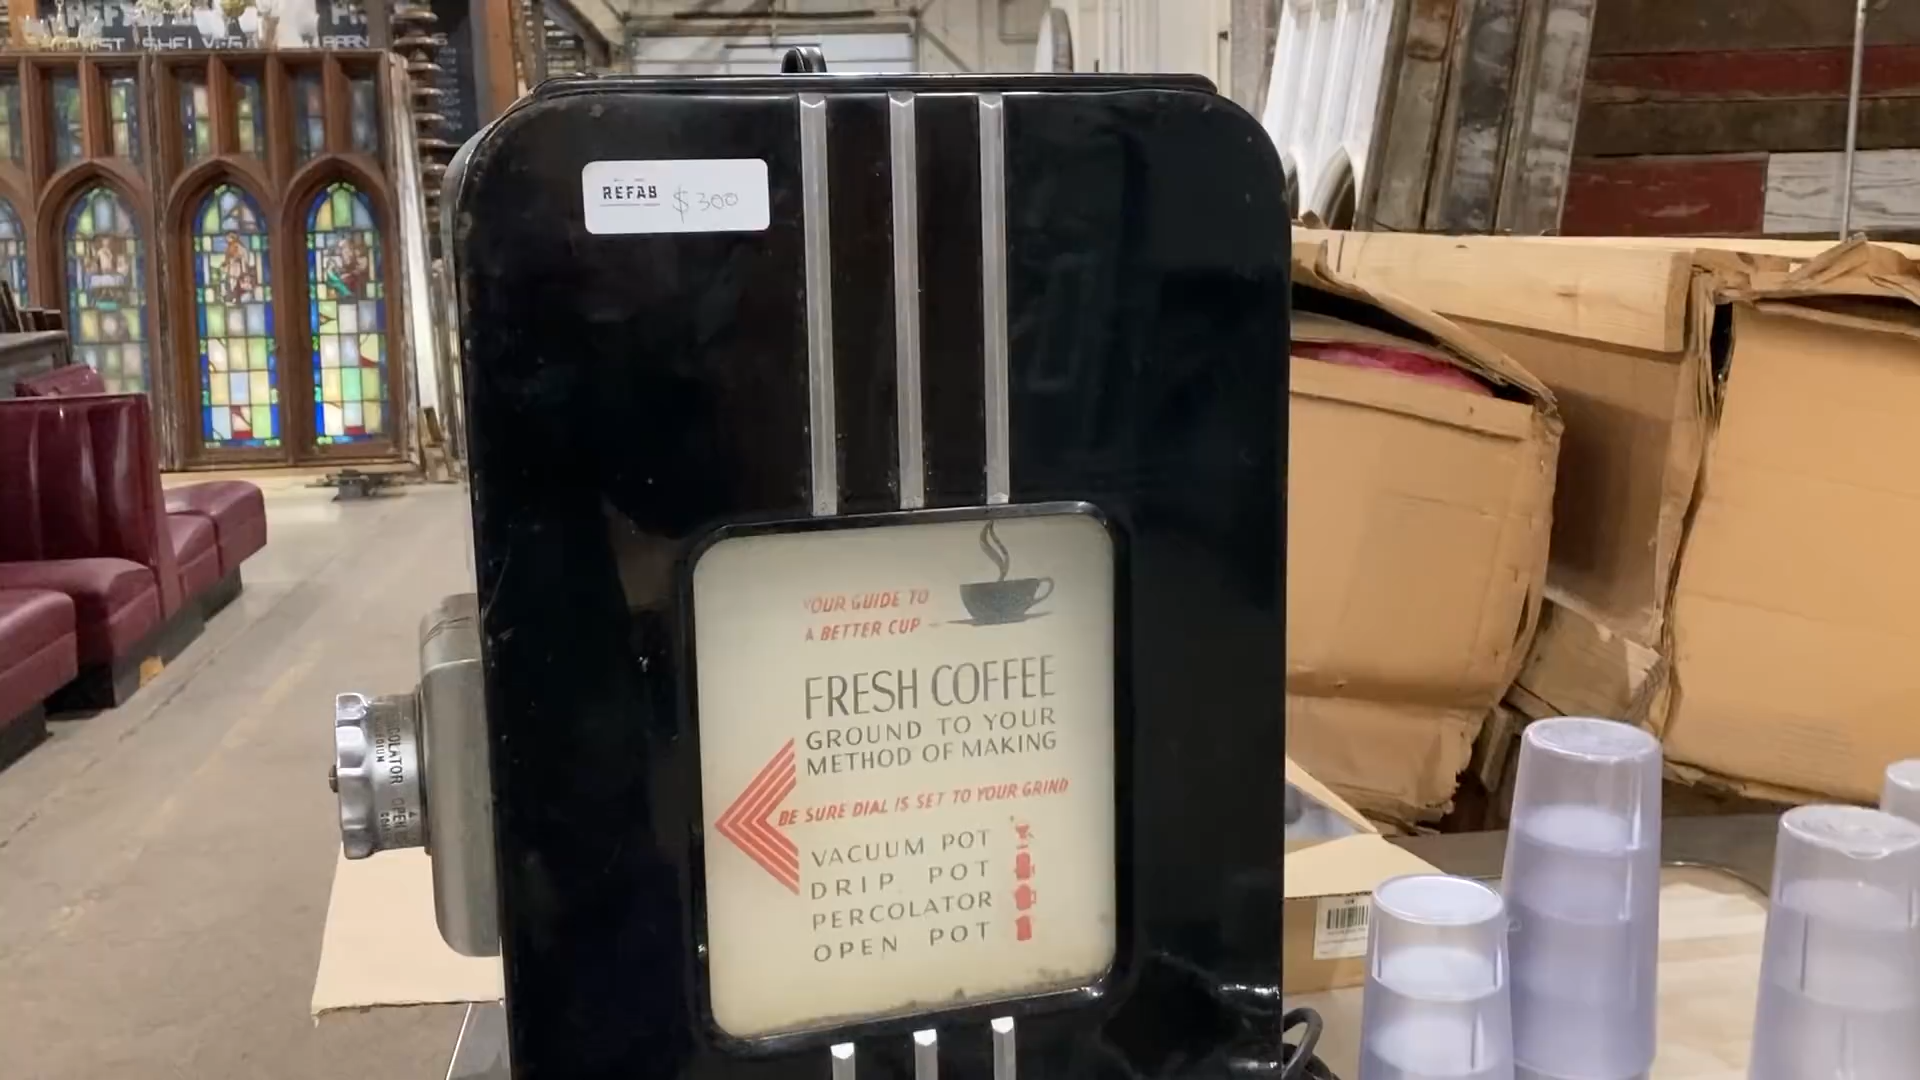 REFAB $300
YOUR GUIDE TO
A BETTER CUP
FRESH COFFEE
GROUND TO YOUR
METHOD OF MAKING
BE SURE DIAL IS SET TO YOUR GRIND
VACUUM POT
DRIP POT
PERCOLATOR
OPEN POT